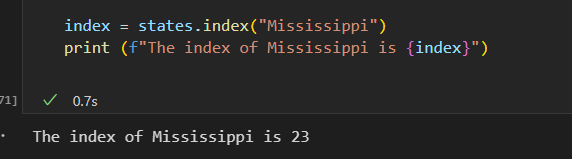 index = states.index("Mississippi")
print (f"The index of Mississippi is {index}")
71]
0.7s
The index of Mississippi is 23